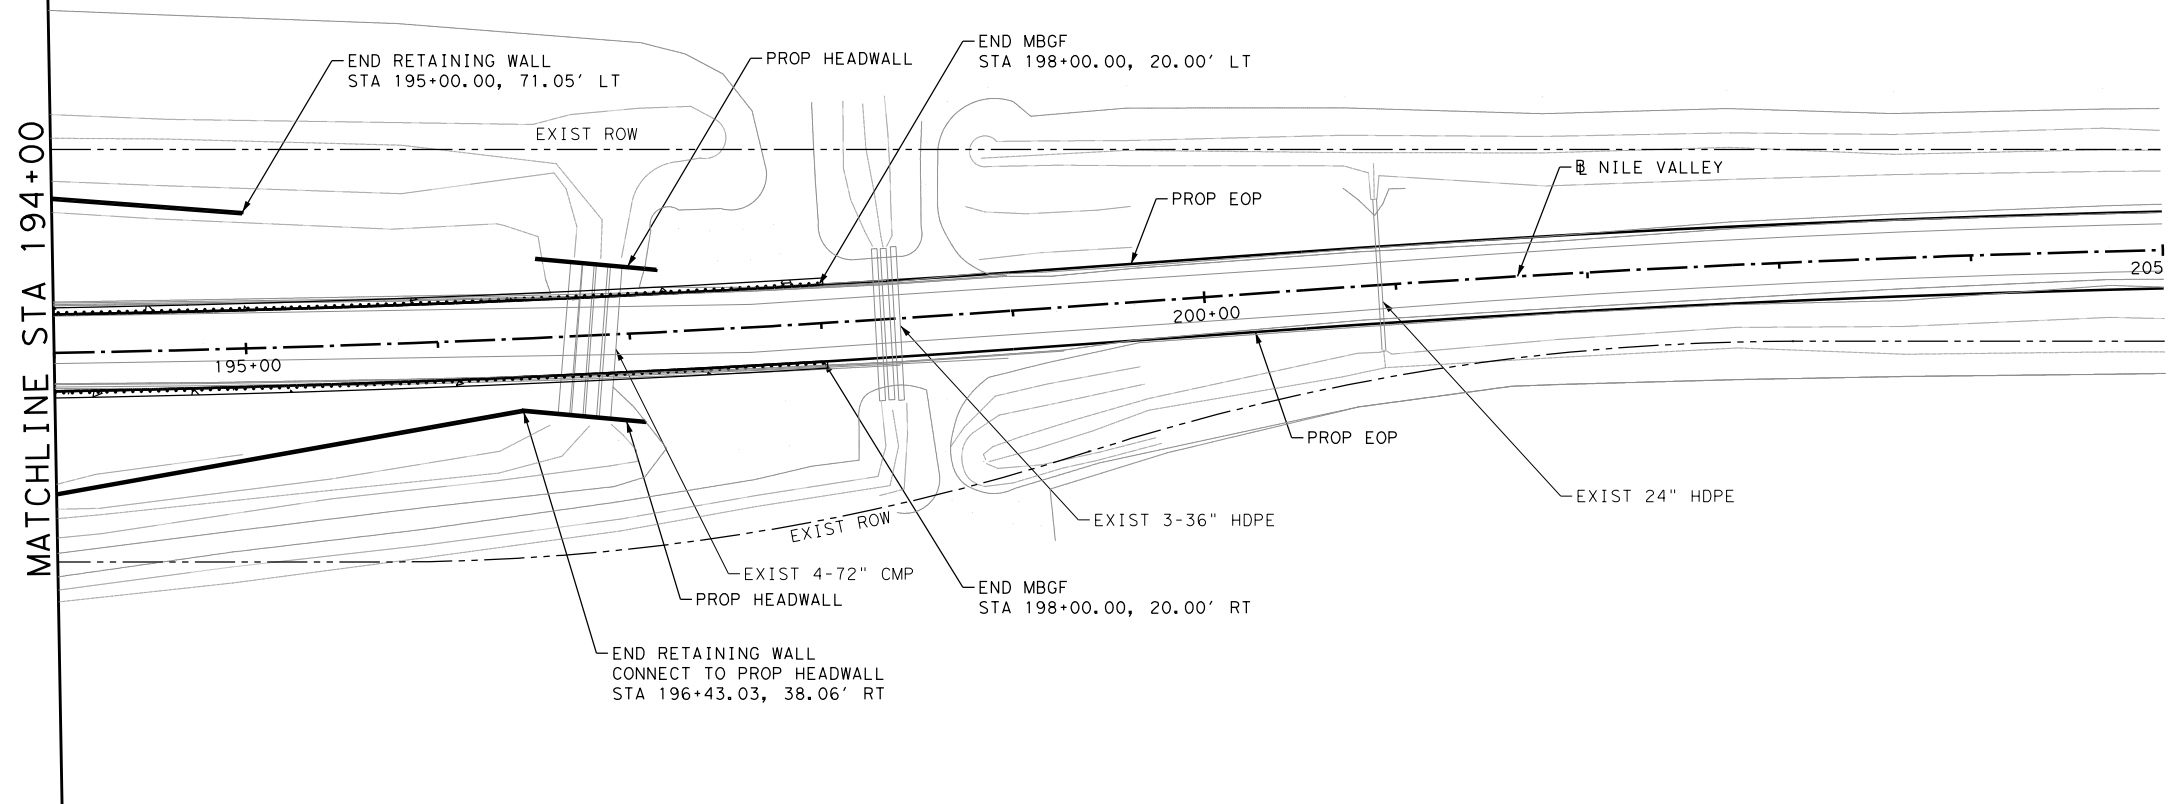 MATCHLINE STA 194+00
END RETAINING WALL
STA 195+00.00, 71.05' LT
PROP HEADWALL
END MBGF
STA 198+00.00, 20.00' LT
EXIST ROW
BL NILE VALLEY
PROP EOP
195+00
200+00
205
PROP EOP
EXIST 24" HDPE
EXIST 3-36" HDPE
EXIST ROW
EXIST 4-72" CMP
PROP HEADWALL
END MBGF
STA 198+00.00, 20.00' RT
END RETAINING WALL
CONNECT TO PROP HEADWALL
STA 196+43.03, 38.06' RT